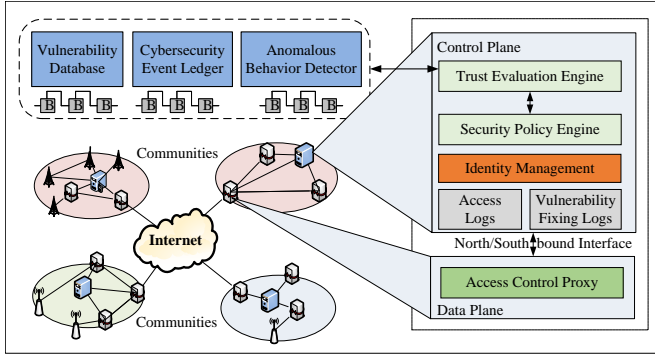 Vulnerability
Database
Cybersecurity
Event Ledger
Anomalous
Behavior Detector
B B B
B B B
B B B
Communities
Internet
Communities
Control Plane
Trust Evaluation Engine
Security Policy Engine
Identity Management
Access
Logs
Vulnerability
Fixing Logs
North/Southbound Interface
Access Control Proxy
Data Plane